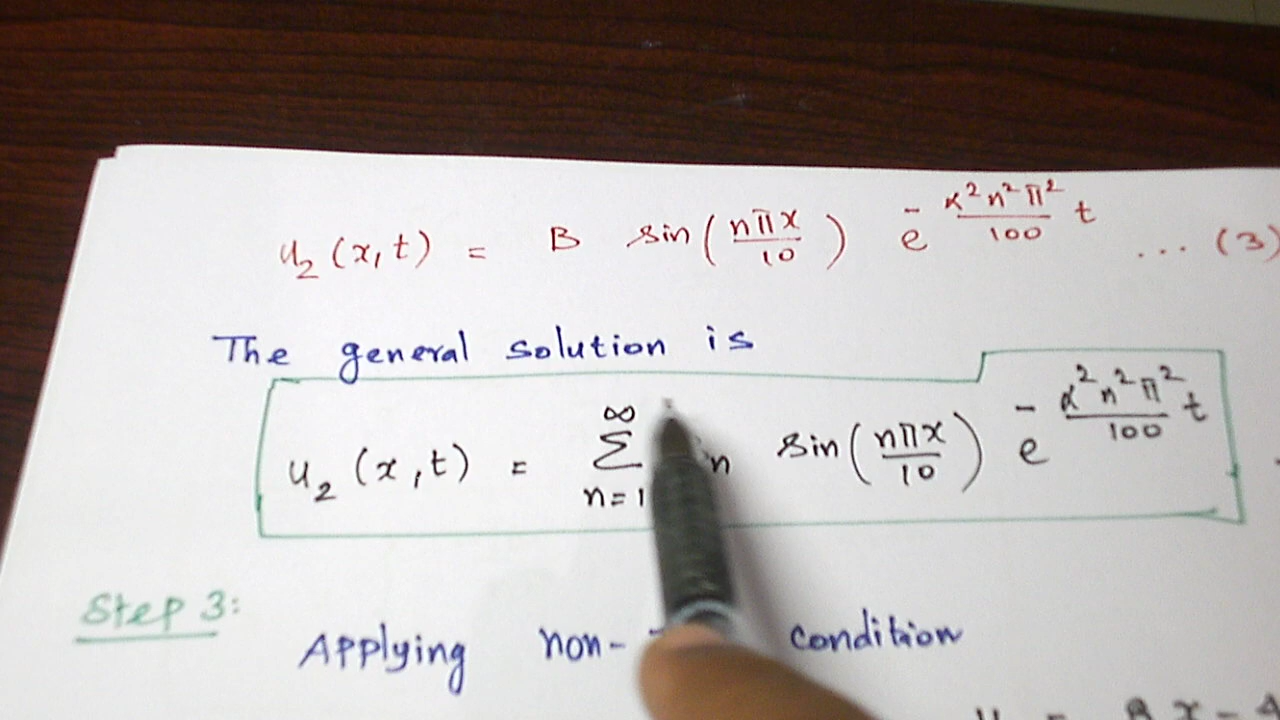 u₂(x,t) = B sin(nπx/10) e^(-α²n²π²/100 t) ... (3)
The general solution is
u₂(x,t) = ∑_{n=1}^{∞} n sin(nπx/10) e^(-α²n²π²/100 t)
Step 3:
Applying non- condition